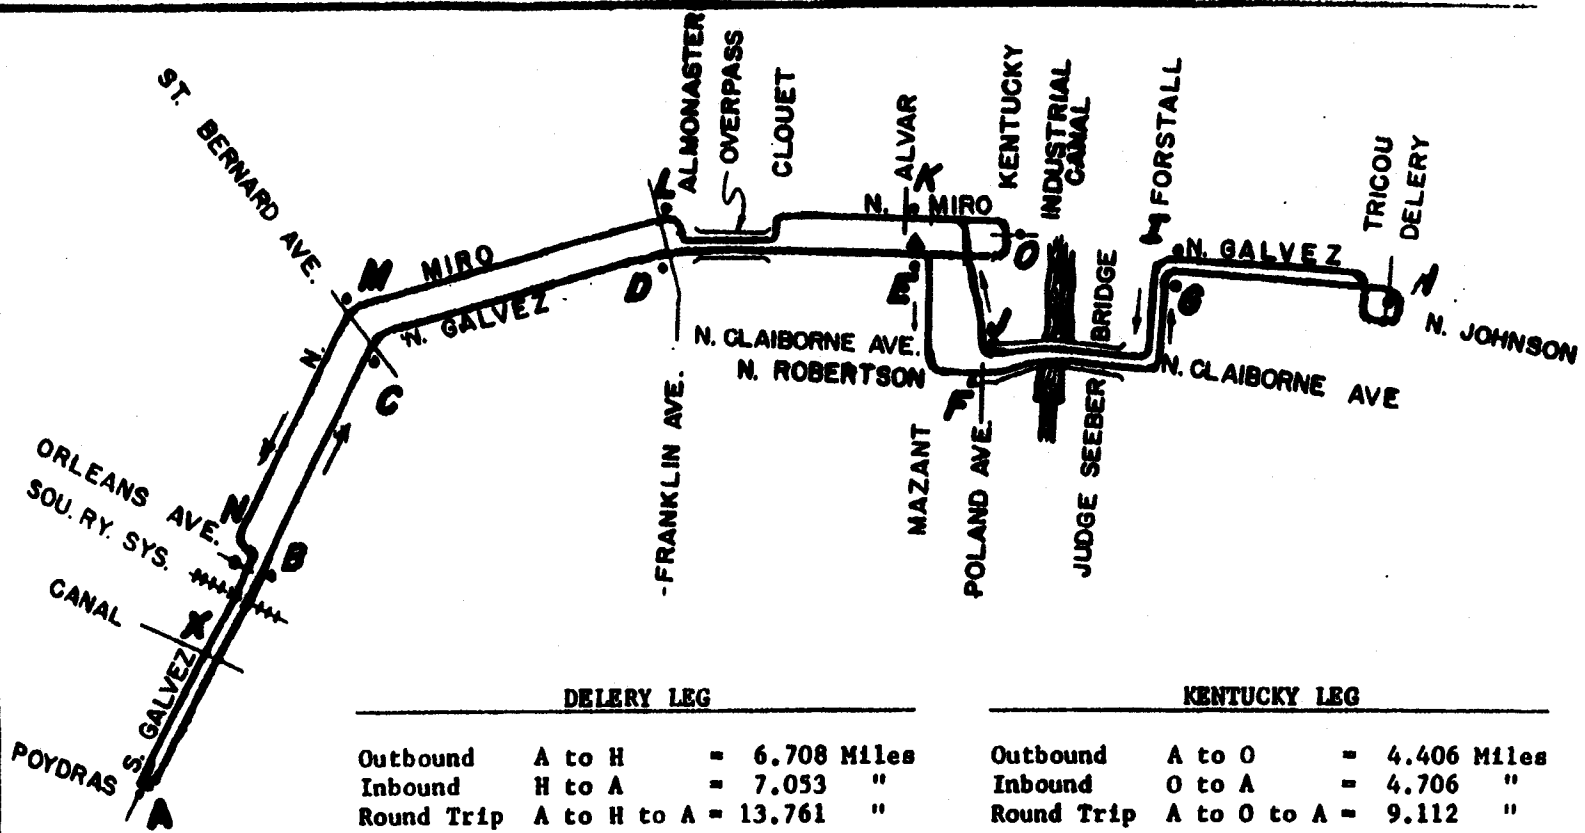 ST. BERNARD AVE.
ALMONASTER
OVERPASS
CLOUET
ALVAR
KENTUCKY
INDUSTRIAL
CANAL
FORSTALL
TRICOU
DELERY
L
K
N. MIRO
O
I
N. GALVEZ
H
G
N. JOHNSON
M
MIRO
N.
D
N. GALVEZ
C
E
J
BRIDGE
N. CLAIBORNE AVE.
N. ROBERTSON
F
N. CLAIBORNE AVE
FRANKLIN AVE.
MAZANT
POLAND AVE.
JUDGE SEEBER
ORLEANS AVE.
SOU. RY. SYS.
N
B
CANAL
X
S. GALVEZ
POYDRAS
A
DELERY LEG
Outbound A to H = 6.708 Miles
Inbound H to A = 7.053 "
Round Trip A to H to A = 13.761 "
KENTUCKY LEG
Outbound A to O = 4.406 Miles
Inbound O to A = 4.706 "
Round Trip A to O to A = 9.112 "